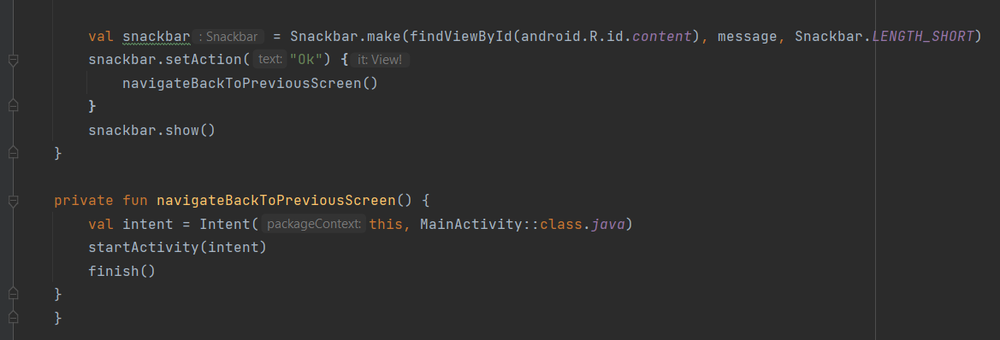 val snackbar : Snackbar = Snackbar.make(findViewById(android.R.id.content), message, Snackbar.LENGTH_SHORT)
snackbar.setAction( text: "Ok") { it: View!
navigateBackToPreviousScreen()
}
snackbar.show()
}
private fun navigateBackToPreviousScreen() {
val intent = Intent( packageContext: this, MainActivity::class.java)
startActivity(intent)
finish()
}
}